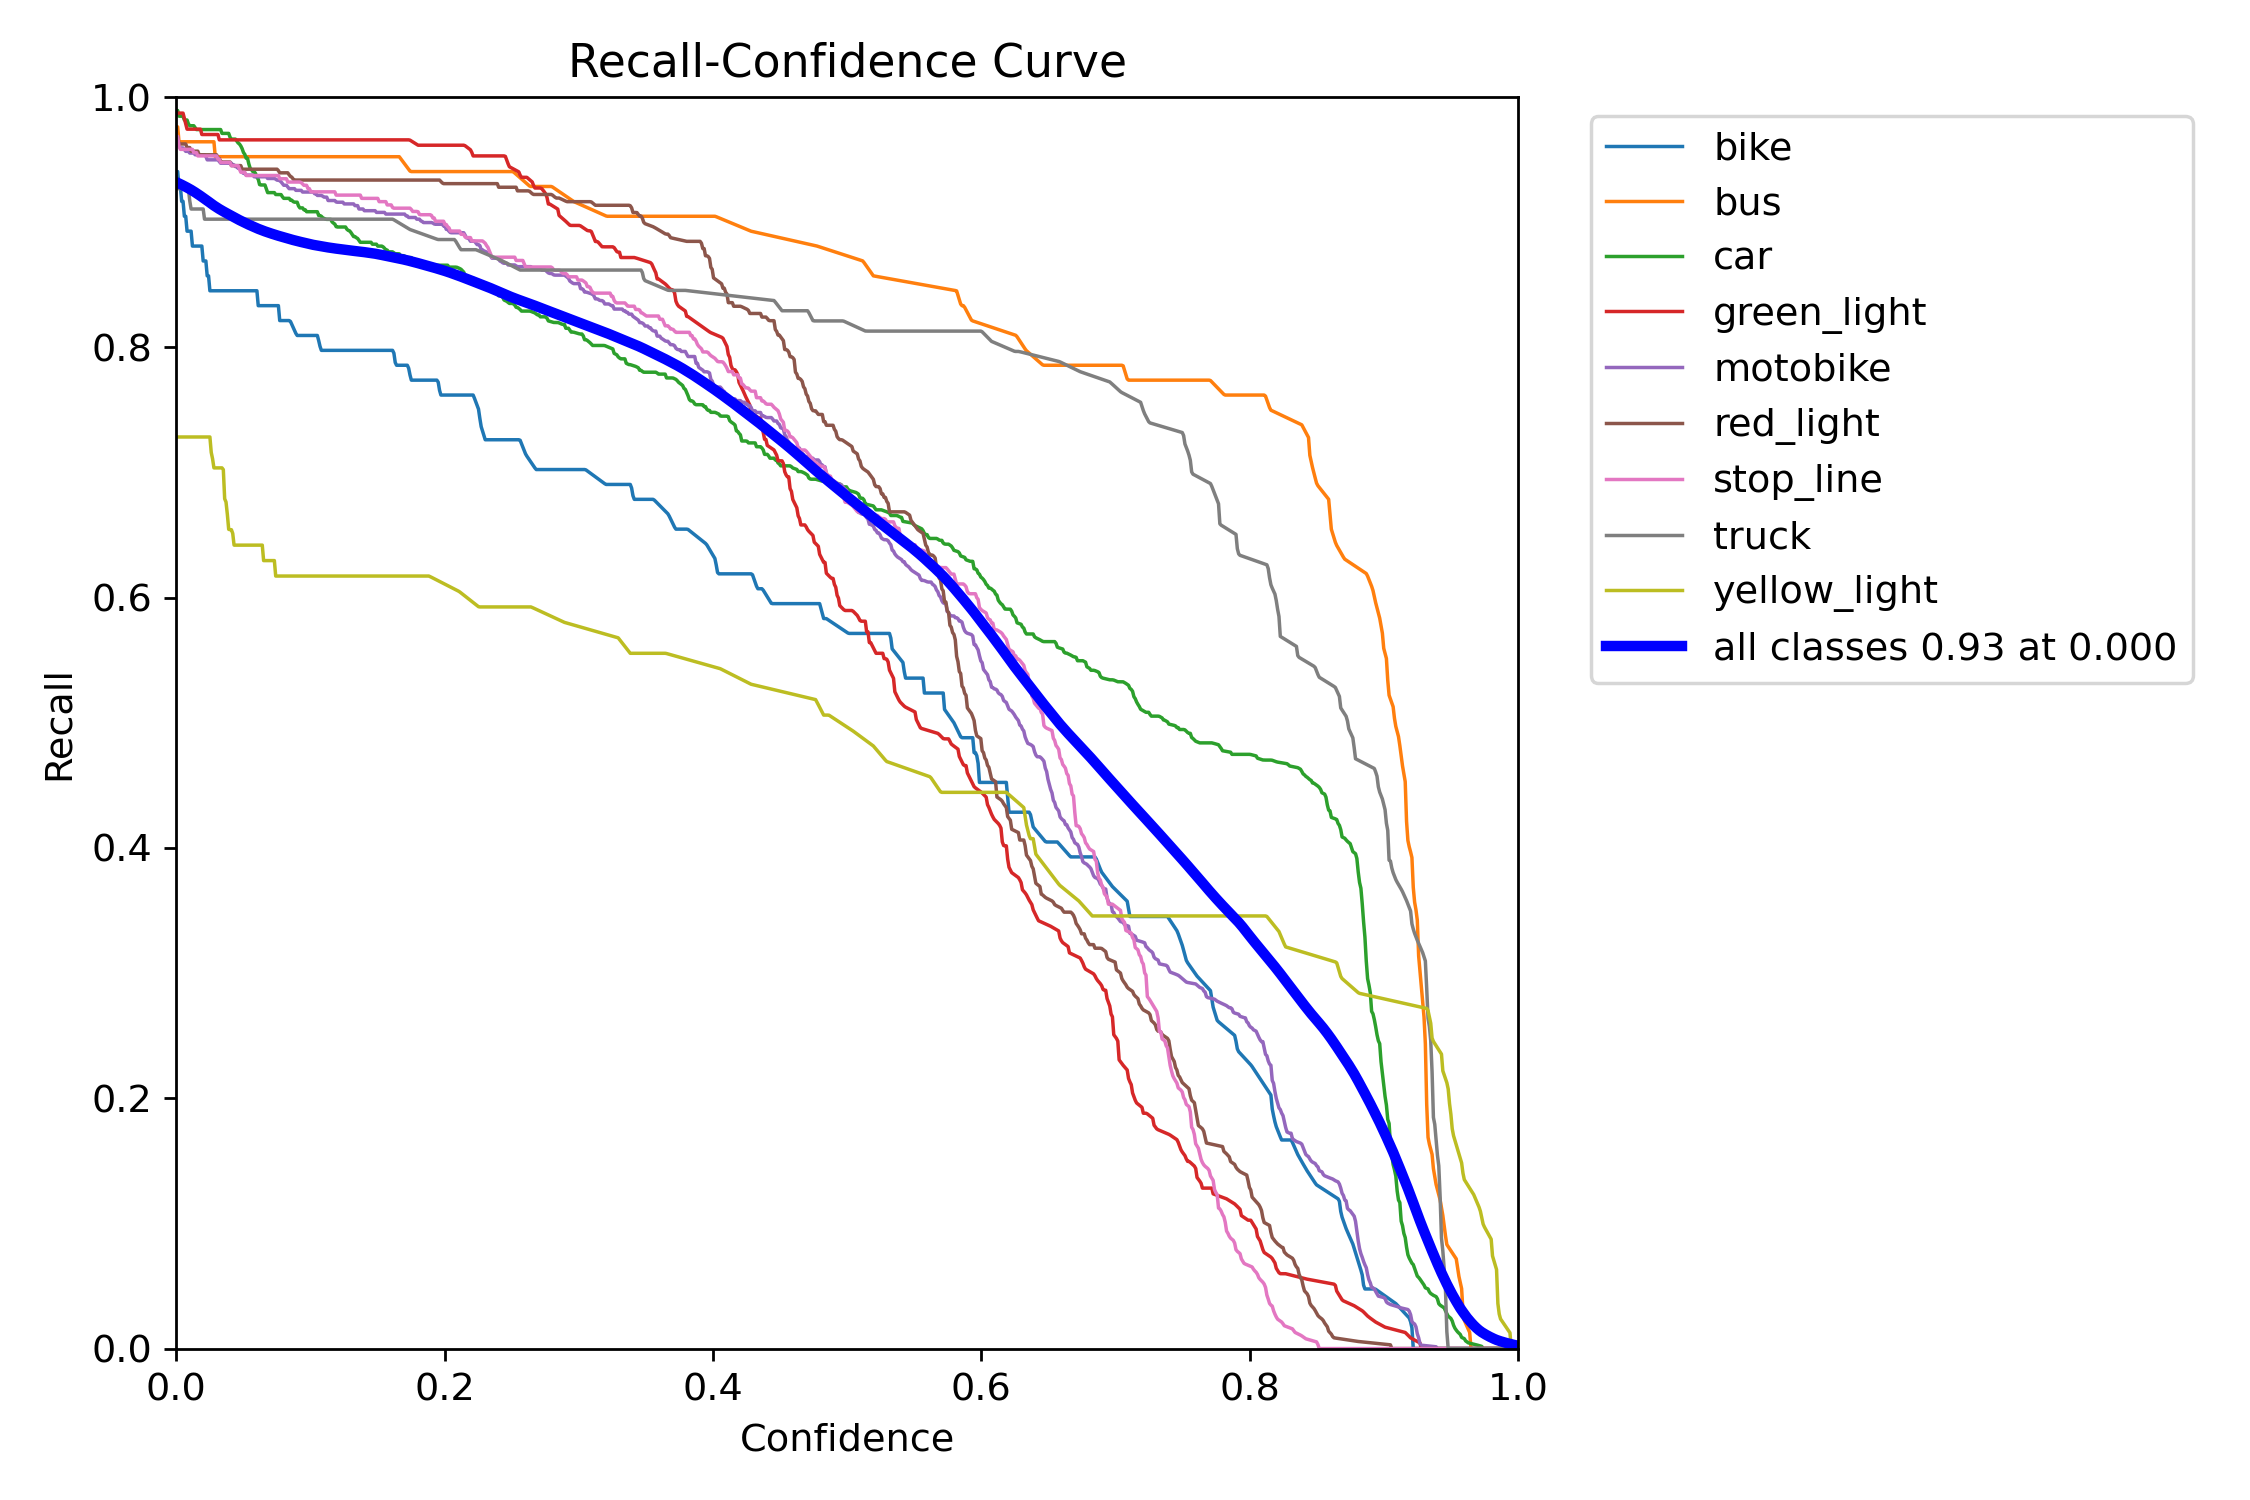 Recall-Confidence Curve
1.0
0.8
0.6
0.4
0.2
0.0
Recall
0.0 0.2 0.4 0.6 0.8 1.0
Confidence
bike
bus
car
green_light
motobike
red_light
stop_line
truck
yellow_light
all classes 0.93 at 0.000